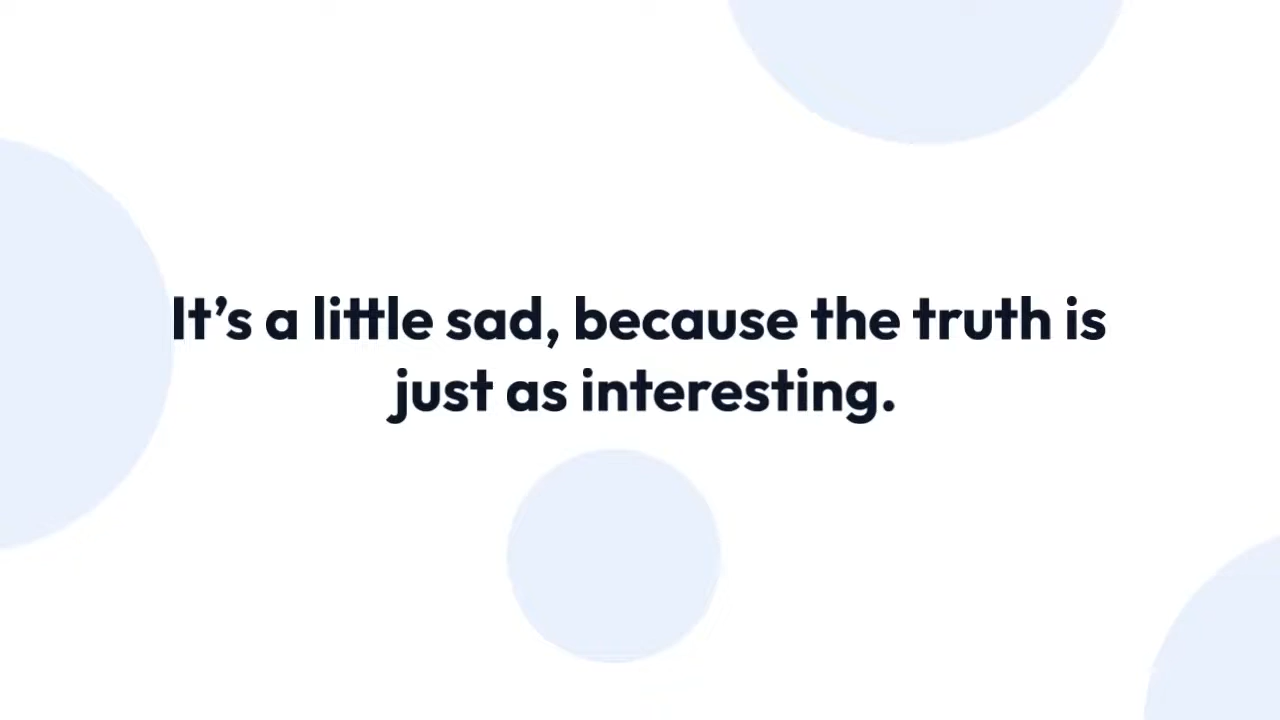 It’s a little sad, because the truth is
just as interesting.